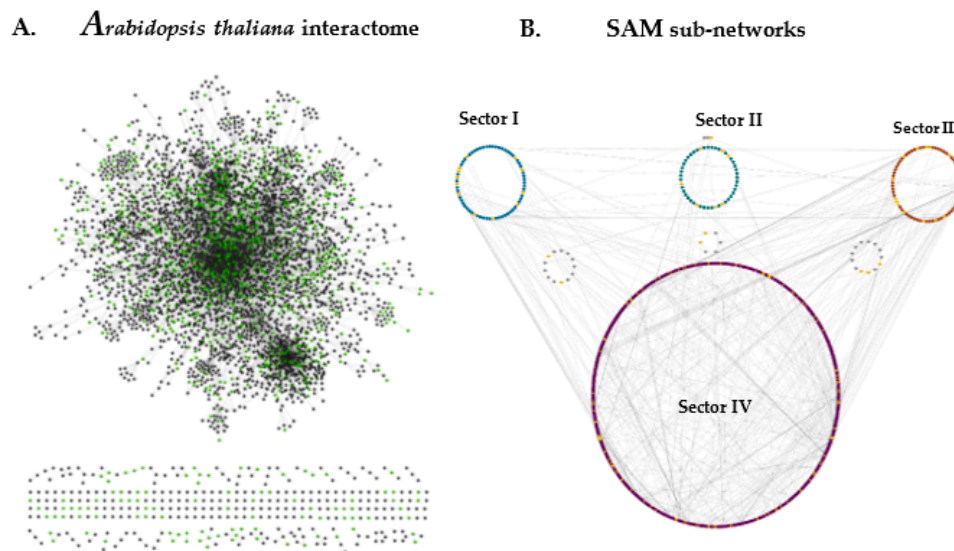 A. Arabidopsis thaliana interactome
B. SAM sub-networks
Sector I
Sector II
Sector II
Sector IV